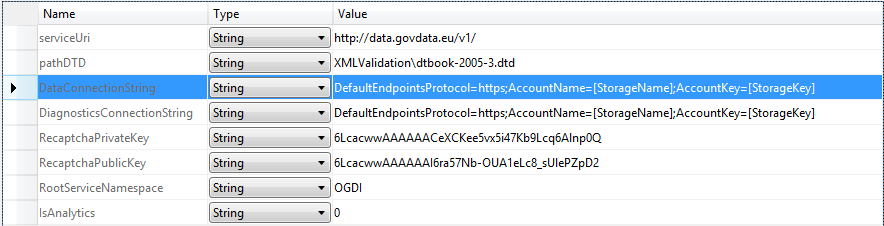 Name Type Value
serviceUri String http://data.govdata.eu/v1/
pathDTD String XMLValidation\dtbook-2005-3.dtd
DataConnectionString String DefaultEndpointsProtocol=https;AccountName=[StorageName];AccountKey=[StorageKey]
DiagnosticsConnectionString String DefaultEndpointsProtocol=https;AccountName=[StorageName];AccountKey=[StorageKey]
RecaptchaPrivateKey String 6LcacwwAAAAAACeXCKee5vx5i47Kb9Lcq6AInp0Q
RecaptchaPublicKey String 6LcacwwAAAAAAI6ra57Nb-OUA1eLc8_sUIePZpD2
RootServiceNamespace String OGDI
IsAnalytics String 0